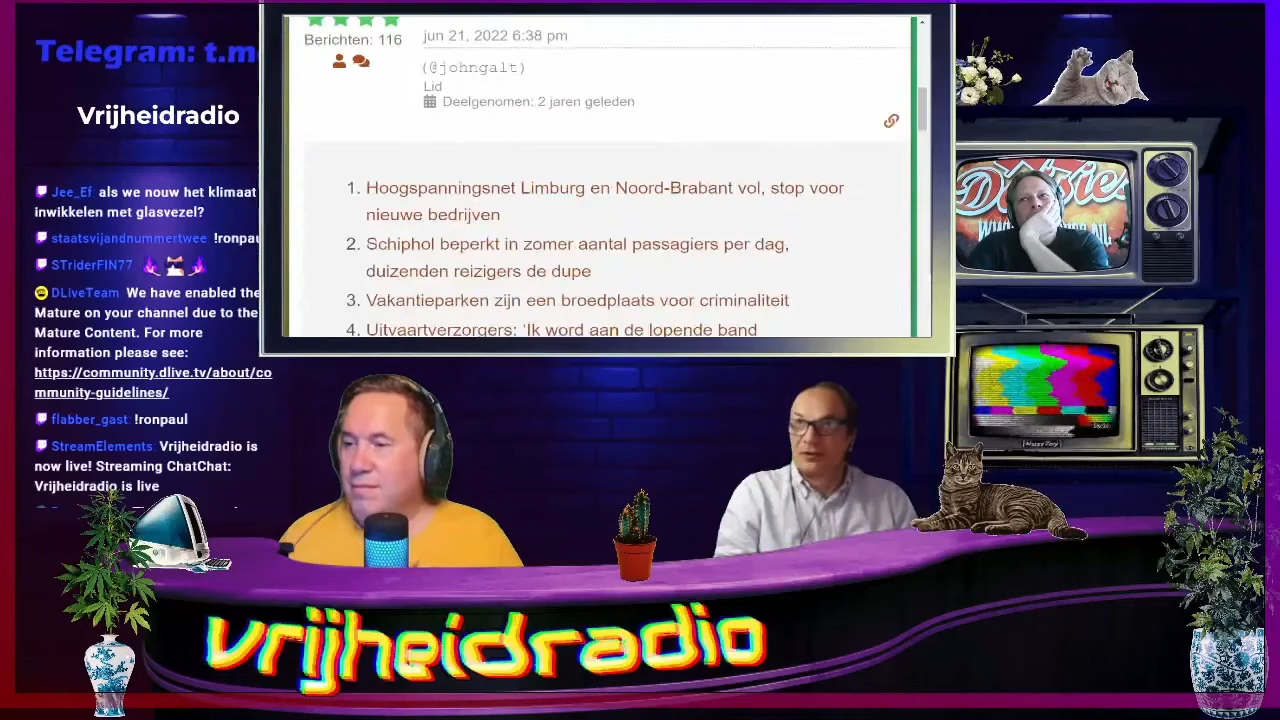 Telegram: t.m
Vrijheidradio
Jee_Ef als we nouw het klimaat
inwikkelen met glasvezel?
staatsvijandnummertwee !ronpau
STriderFIN77
DLiveTeam We have enabled the
Mature on your channel due to the
Mature Content. For more
information please see:
https://community.dlive.tv/about/co
mmunity-guidelines/
flabber_gast: !ronpaul
StreamElements: Vrijheidradio is
now live! Streaming ChatChat:
Vrijheidradio is live
Berichten: 116
jun 21, 2022 6:38 pm
(@johngalt)
Lid
Deelgenomen: 2 jaren geleden
1. Hoogspanningsnet Limburg en Noord-Brabant vol, stop voor
nieuwe bedrijven
2. Schiphol beperkt in zomer aantal passagiers per dag,
duizenden reizigers de dupe
3. Vakantieparken zijn een broedplaats voor criminaliteit
4. Uitvaartverzorgers: 'Ik word aan de lopende band
vrijheidradio